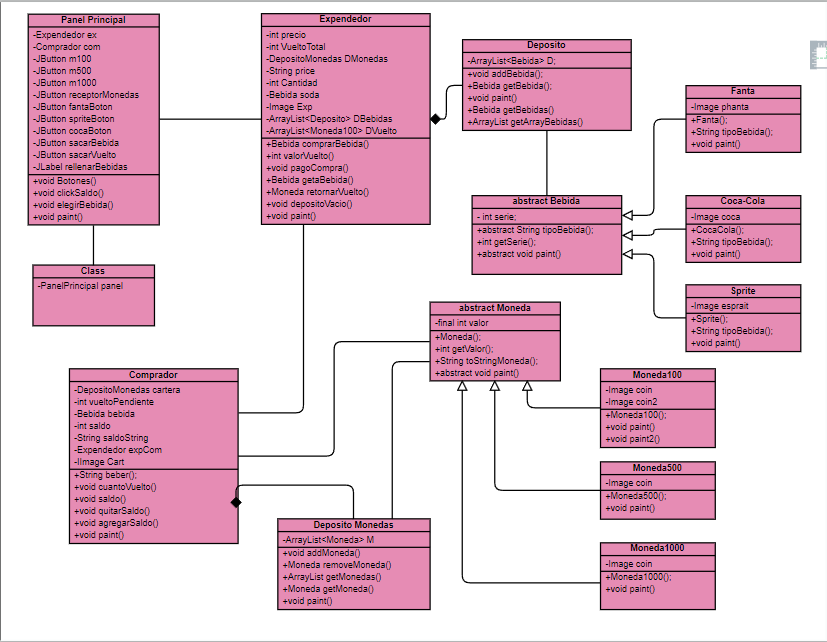 Panel Principal
-Expendedor ex
-Comprador com
-JButton m100
-JButton m500
-JButton m1000
-JButton receptorMonedas
-JButton fantaBoton
-JButton spriteBoton
-JButton cocaBoton
-JButton sacarBebida
-JButton sacarVuelto
-JLabel rellenarBebidas
+void Botones()
+void clickSaldo()
+void elegirBebida()
+void paint()
Expendedor
-int precio
-int VueltoTotal
-DepositoMonedas DMonedas
-String price
-int Cantidad
-Bebida soda
-Image Exp
-ArrayList<Deposito> DBebidas
-ArrayList<Moneda100> DVuelto
+Bebida comprarBebida()
+int valorVuelto()
+void pagoCompra()
+Bebida getaBebida()
+Moneda retornarVuelto()
+void depositoVacio()
+void paint()
Deposito
-ArrayList<Bebida> D;
+void addBebida();
+Bebida getBebida();
+void paint()
+Bebida getBebidas()
+ArrayList getArrayBebidas()
Fanta
-Image phanta
+Fanta();
+String tipoBebida();
+void paint()
abstract Bebida
- int serie;
+abstract String tipoBebida();
+int getSerie();
+abstract void paint()
Coca-Cola
-Image coca
+CocaCola();
+String tipoBebida();
+void paint()
Sprite
-Image esprait
+Sprite();
+String tipoBebida();
+void paint()
Class
-PanelPrincipal panel
abstract Moneda
-final int valor
+Moneda();
+int getValor();
+String toStringMoneda();
+abstract void paint()
Comprador
-DepositoMonedas cartera
-int vueltoPendiente
-Bebida bebida
-int saldo
-String saldoString
-Expendedor expCom
-IImage Cart
+String beber();
+void cuantoVuelto()
+void saldo()
+void quitarSaldo()
+void agregarSaldo()
+void paint()
Moneda100
-Image coin
-Image coin2
+Moneda100();
+void paint()
+void paint2()
Moneda500
-Image coin
+Moneda500();
+void paint()
Deposito Monedas
-ArrayList<Moneda> M
+void addMoneda()
+Moneda removeMoneda()
+ArrayList getMonedas()
+Moneda getMoneda()
+void paint()
Moneda1000
-Image coin
+Moneda1000();
+void paint()